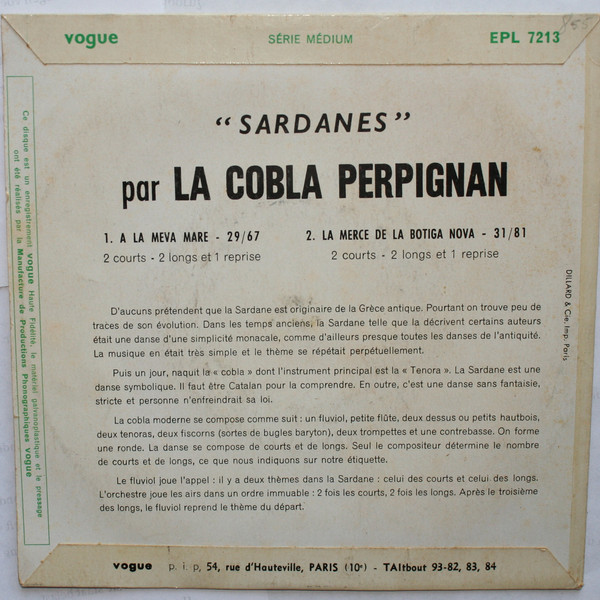 vogue SÉRIE MÉDIUM EPL 7213
855
"SARDANES"
par LA COBLA PERPIGNAN
1. A LA MEVA MARE - 29/67
2 courts - 2 longs et 1 reprise
2. LA MERCE DE LA BOTIGA NOVA - 31/81
2 courts - 2 longs et 1 reprise
D'aucuns prétendent que la Sardane est originaire de la Grèce antique. Pourtant on trouve peu de
traces de son évolution. Dans les temps anciens, la Sardane telle que la décrivent certains auteurs
était une danse d'une simplicité monacale, comme d'ailleurs presque toutes les danses de l'antiquité.
La musique en était très simple et le thème se répétait perpétuellement.
Puis un jour, naquit la « cobla » dont l'instrument principal est la « Tenora ». La Sardane est une
danse symbolique. Il faut être Catalan pour la comprendre. En outre, c'est une danse sans fantaisie,
stricte et personne n'enfreindrait sa loi.
La cobla moderne se compose comme suit : un fluviol, petite flûte, deux dessus ou petits hautbois,
deux tenoras, deux fiscorns (sortes de bugles baryton), deux trompettes et une contrebasse. On forme
une ronde. La danse se compose de courts et de longs. Seul le compositeur détermine le nombre
de courts et de longs, ce que nous indiquons sur notre étiquette.
Le fluviol joue l'appel : il y a deux thèmes dans la Sardane : celui des courts et celui des longs.
L'orchestre joue les airs dans un ordre immuable : 2 fois les courts, 2 fois les longs. Après le troisième
des longs, le fluviol reprend le thème du départ.
Ce disque est un enregistrement vogue Haute Fidélité, le matériel galvanoplastique et le pressage
ont été réalisés par la Manufacture de Productions Phonographiques vogue
DILLARD & Cie. Imp. Paris
vogue p. i. p, 54, rue d'Hauteville, PARIS (10e) - TAItbout 93-82, 83, 84